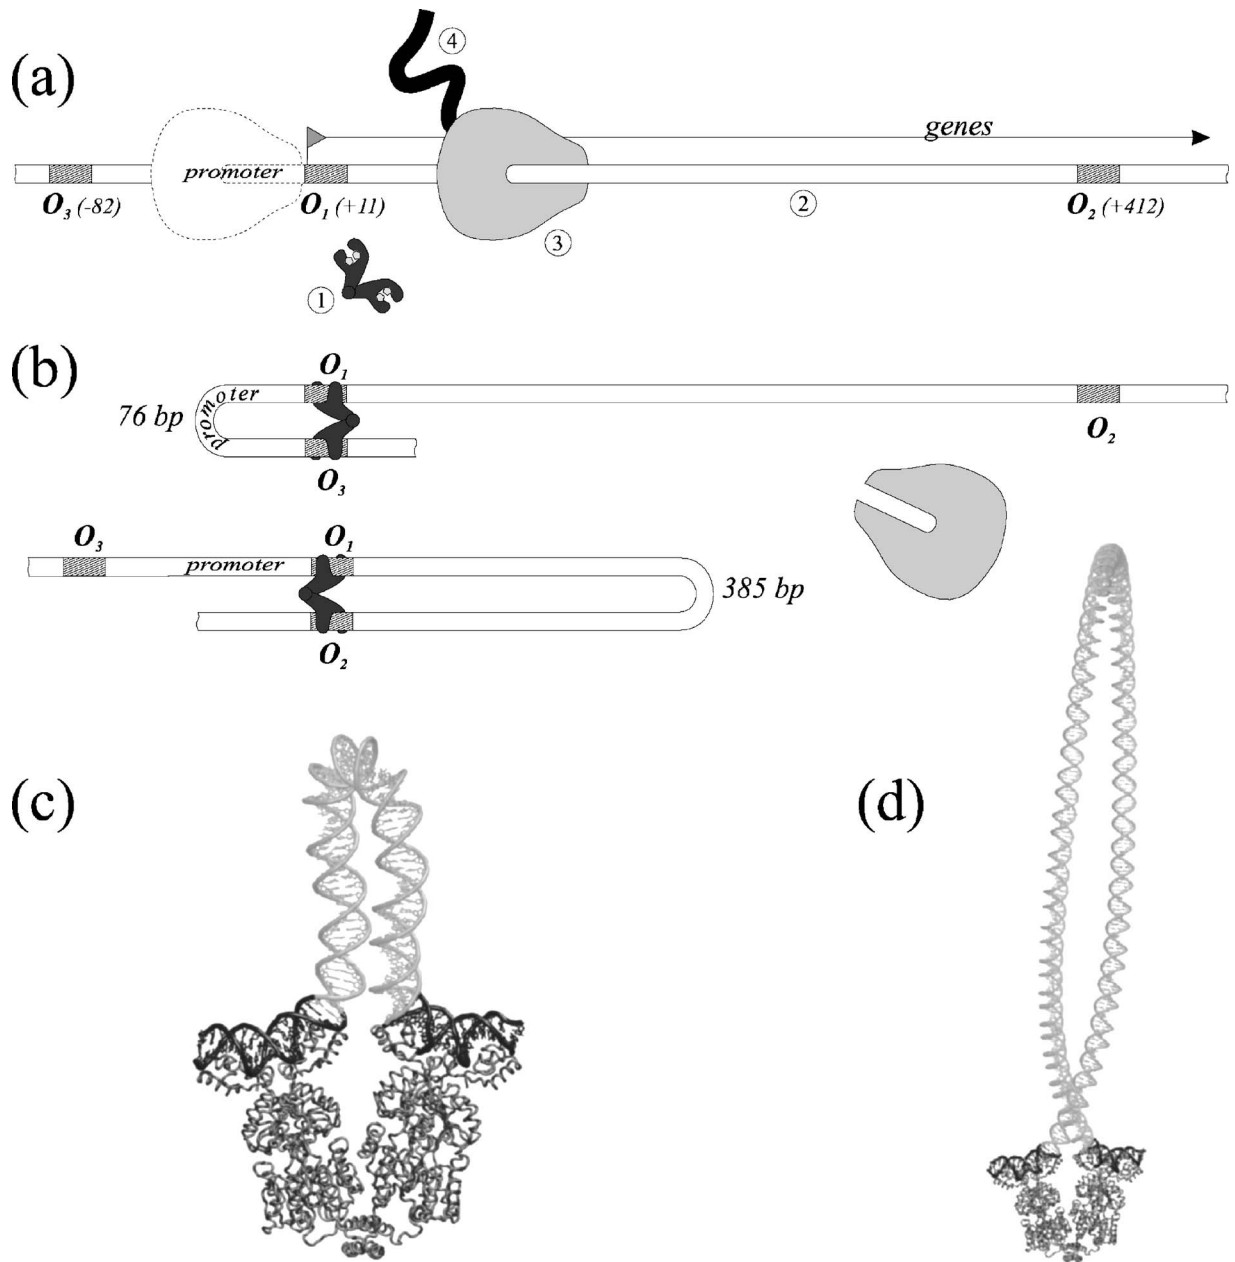 (a)
④
genes
promoter
O₃ (-82)
O₁ (+11)
②
O₂ (+412)
③
①
(b)
O₁
promoter
76 bp
O₂
O₃
O₃
O₁
promoter
385 bp
O₂
(c)
(d)